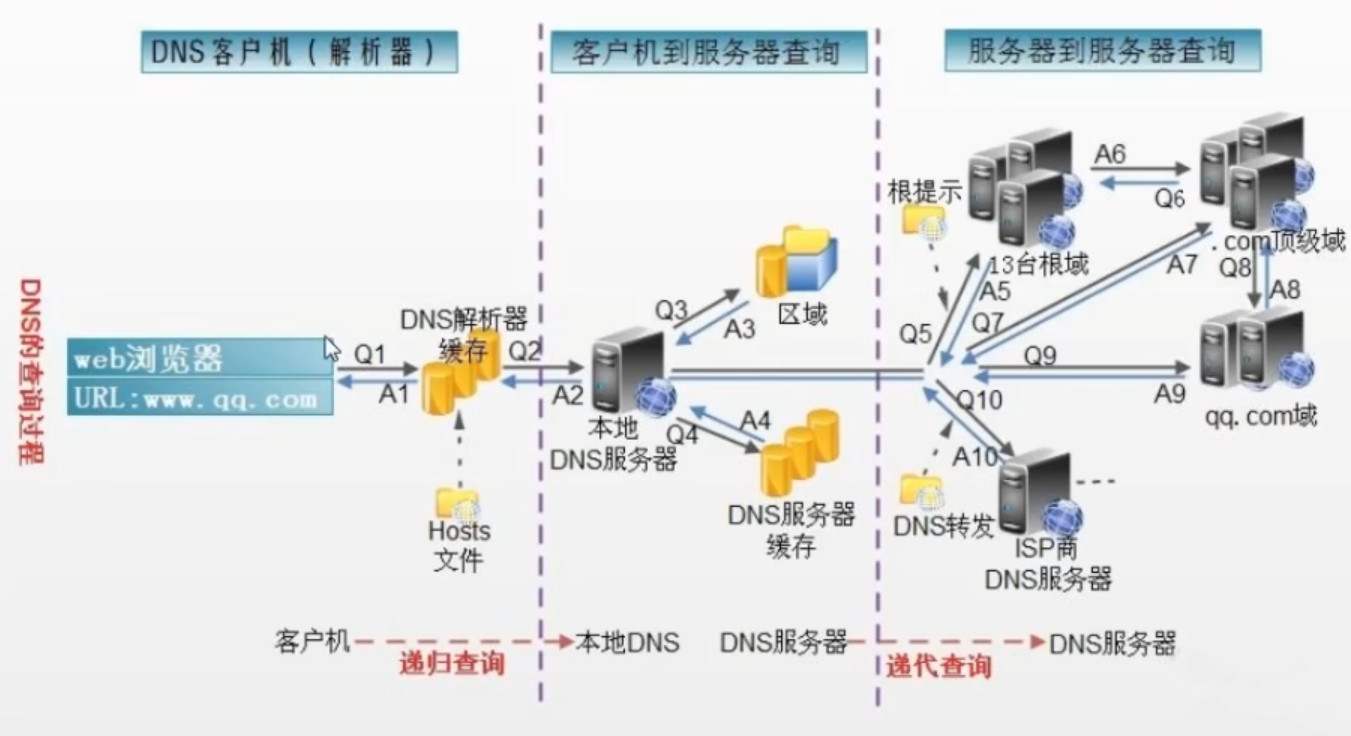 DNS客户机（解析器）
客户机到服务器查询
服务器到服务器查询
DNS的查询过程
web浏览器
URL:www.qq.com
Q1
A1
DNS解析器
缓存
Hosts
文件
Q2
A2
本地
DNS服务器
Q3
A3
区域
Q4
A4
DNS服务器
缓存
根提示
13台根域
A6
Q6
.com顶级域
Q5
A5
Q7
A7
Q8
A8
Q9
A9
qq.com域
Q10
A10
DNS转发
ISP商
DNS服务器
客户机
递归查询
本地DNS
DNS服务器
递代查询
DNS服务器